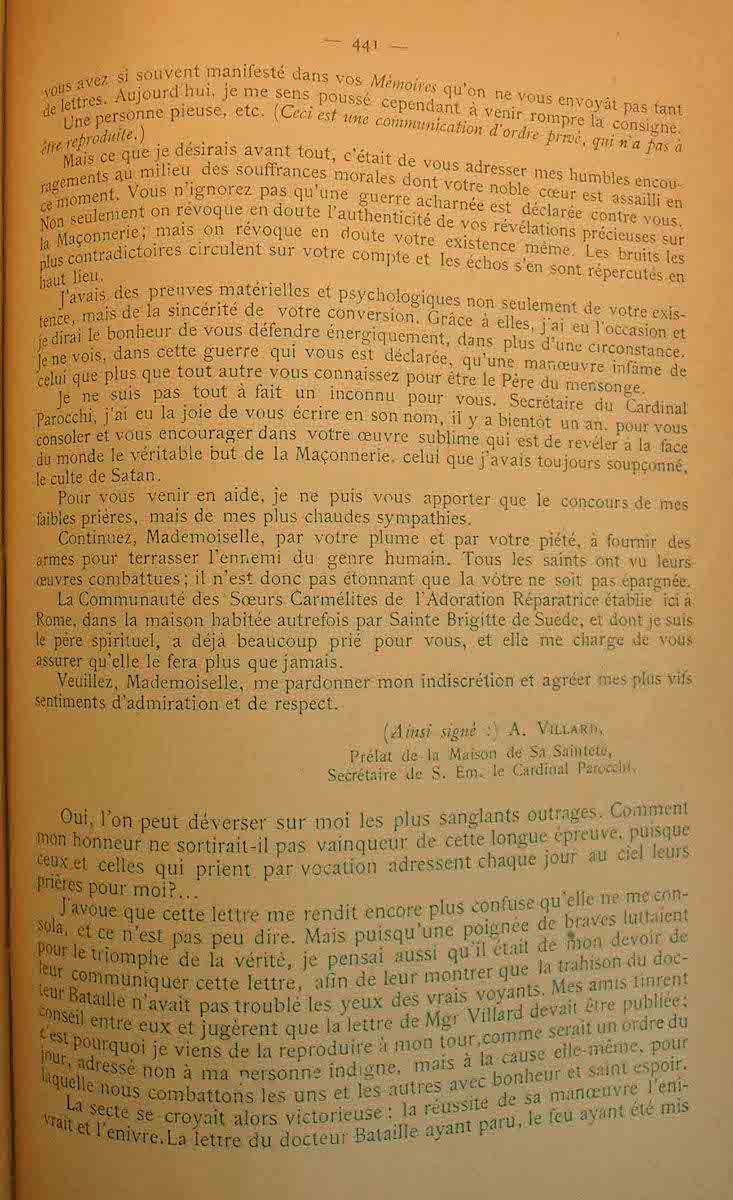 — 441 —
vous avez si souvent manifesté dans vos Mémoires qu'on ne vous envoyât pas tant
de lettres. Aujourd'hui, je me sens poussé cependant à venir rompre la consigne.
Une personne pieuse, etc. (Ceci est une communication d'ordre privé, qui n'a pas à
être reproduite.)
Mais ce que je désirais avant tout, c'était de vous adresser mes humbles encou-
ragements au milieu des souffrances morales dont votre noble cœur est assailli en
ce moment. Vous n'ignorez pas qu'une guerre acharnée est déclarée contre vous.
Non seulement on révoque en doute l'authenticité de vos révélations précieuses sur
la Maçonnerie; mais on révoque en doute votre existence même. Les bruits les
plus contradictoires circulent sur votre compte et les échos s'en sont répercutés en
haut lieu.
J'avais des preuves matérielles et psychologiques non seulement de votre exis-
tence, mais de la sincérité de votre conversion. Grâce à elles, j'ai eu l'occasion et
je dirai le bonheur de vous défendre énergiquement, dans plus d'une circonstance.
Je ne vois, dans cette guerre qui vous est déclarée, qu'une manœuvre infâme de
celui que plus que tout autre vous connaissez pour être le Père du mensonge.
Je ne suis pas tout à fait un inconnu pour vous. Secrétaire du Cardinal
Parocchi, j'ai eu la joie de vous écrire en son nom, il y a bientôt un an, pour vous
consoler et vous encourager dans votre œuvre sublime qui est de révéler à la face
du monde le véritable but de la Maçonnerie, celui que j'avais toujours soupçonné,
le culte de Satan.
Pour vous venir en aide, je ne puis vous apporter que le concours de mes
faibles prières, mais de mes plus chaudes sympathies.
Continuez, Mademoiselle, par votre plume et par votre piété, à fournir des
armes pour terrasser l'ennemi du genre humain. Tous les saints ont vu leurs
œuvres combattues; il n'est donc pas étonnant que la vôtre ne soit pas épargnée.
La Communauté des Sœurs Carmélites de l'Adoration Réparatrice établie ici à
Rome, dans la maison habitée autrefois par Sainte Brigitte de Suède, et dont je suis
le père spirituel, a déjà beaucoup prié pour vous, et elle me charge de vous
assurer qu'elle le fera plus que jamais.
Veuillez, Mademoiselle, me pardonner mon indiscrétion et agréer mes plus vifs
sentiments d'admiration et de respect.
(Ainsi signé :) A. VILLARD,
Prélat de la Maison de Sa Sainteté,
Secrétaire de S. Em. le Cardinal Parocchi.
Oui, l'on peut déverser sur moi les plus sanglants outrages. Comment
mon honneur ne sortirait-il pas vainqueur de cette longue épreuve, puisque
ceux et celles qui prient par vocation adressent chaque jour au ciel leurs
prières pour moi?...
J'avoue que cette lettre me rendit encore plus confuse qu'elle ne me con-
sola, et ce n'est pas peu dire. Mais puisqu'une poignée de braves luttaient
pour le triomphe de la vérité, je pensai aussi qu'il était de mon devoir de
leur communiquer cette lettre, afin de leur montrer que la trahison du doc-
teur Bataille n'avait pas troublé les yeux des vrais voyants. Mes amis tinrent
conseil entre eux et jugèrent que la lettre de Mgr Villard devait être publiée;
c'est pourquoi je viens de la reproduire à mon tour, comme serait un ordre du
jour, adressé non à ma personne indigne, mais à la cause elle-même, pour
laquelle nous combattons les uns et les autres avec bonheur et saint espoir.
La secte se croyait alors victorieuse; la réussite de sa manœuvre l'eni-
vrait et l'enivre. La lettre du docteur Bataille ayant paru, le feu ayant été mis